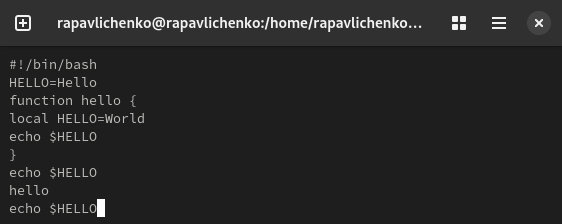 rapavlichenko@rapavlichenko:/home/rapavlichenko...
#!/bin/bash
HELLO=Hello
function hello {
local HELLO=World
echo $HELLO
}
echo $HELLO
hello
echo $HELLO